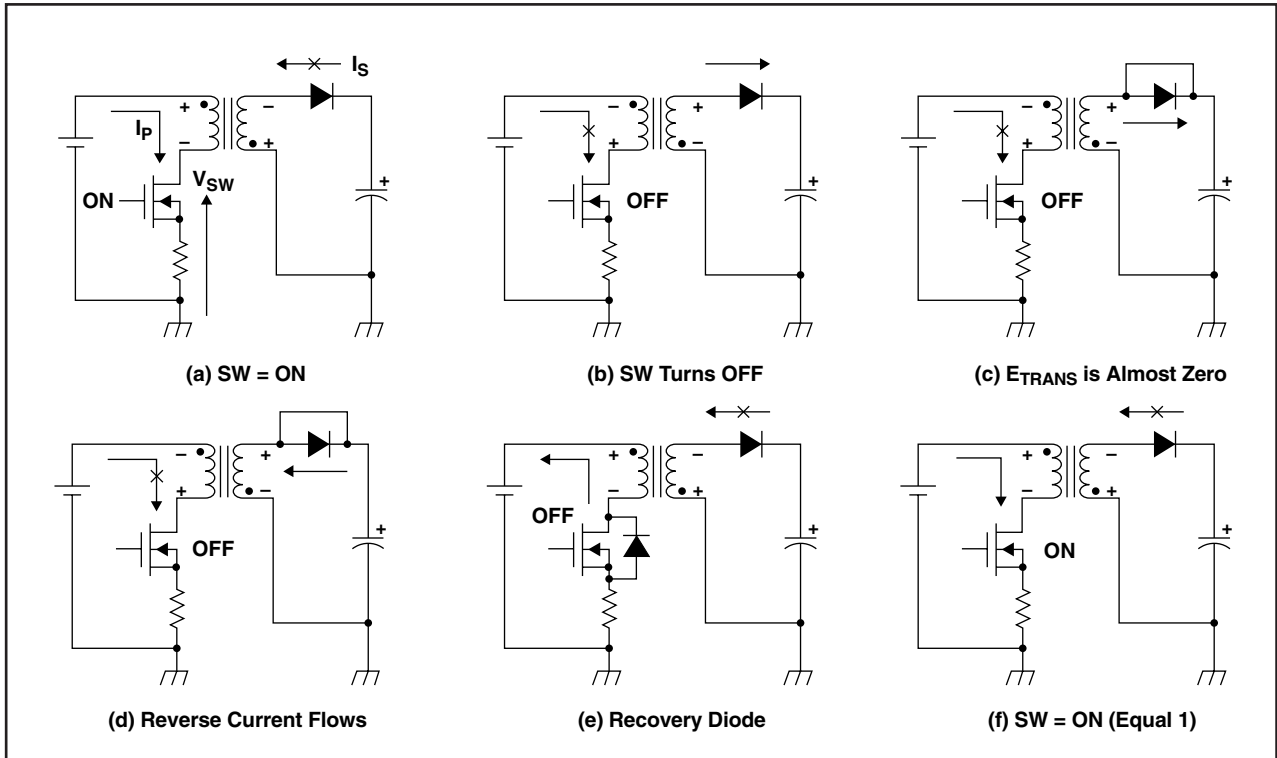 +
−
I_P
−
+
I_S
V_SW
ON
+
(a) SW = ON
−
+
+
−
OFF
+
(b) SW Turns OFF
−
+
+
−
OFF
+
(c) E_TRANS is Almost Zero
−
+
+
−
OFF
+
(d) Reverse Current Flows
+
−
−
+
OFF
+
(e) Recovery Diode
+
−
−
+
ON
+
(f) SW = ON (Equal 1)